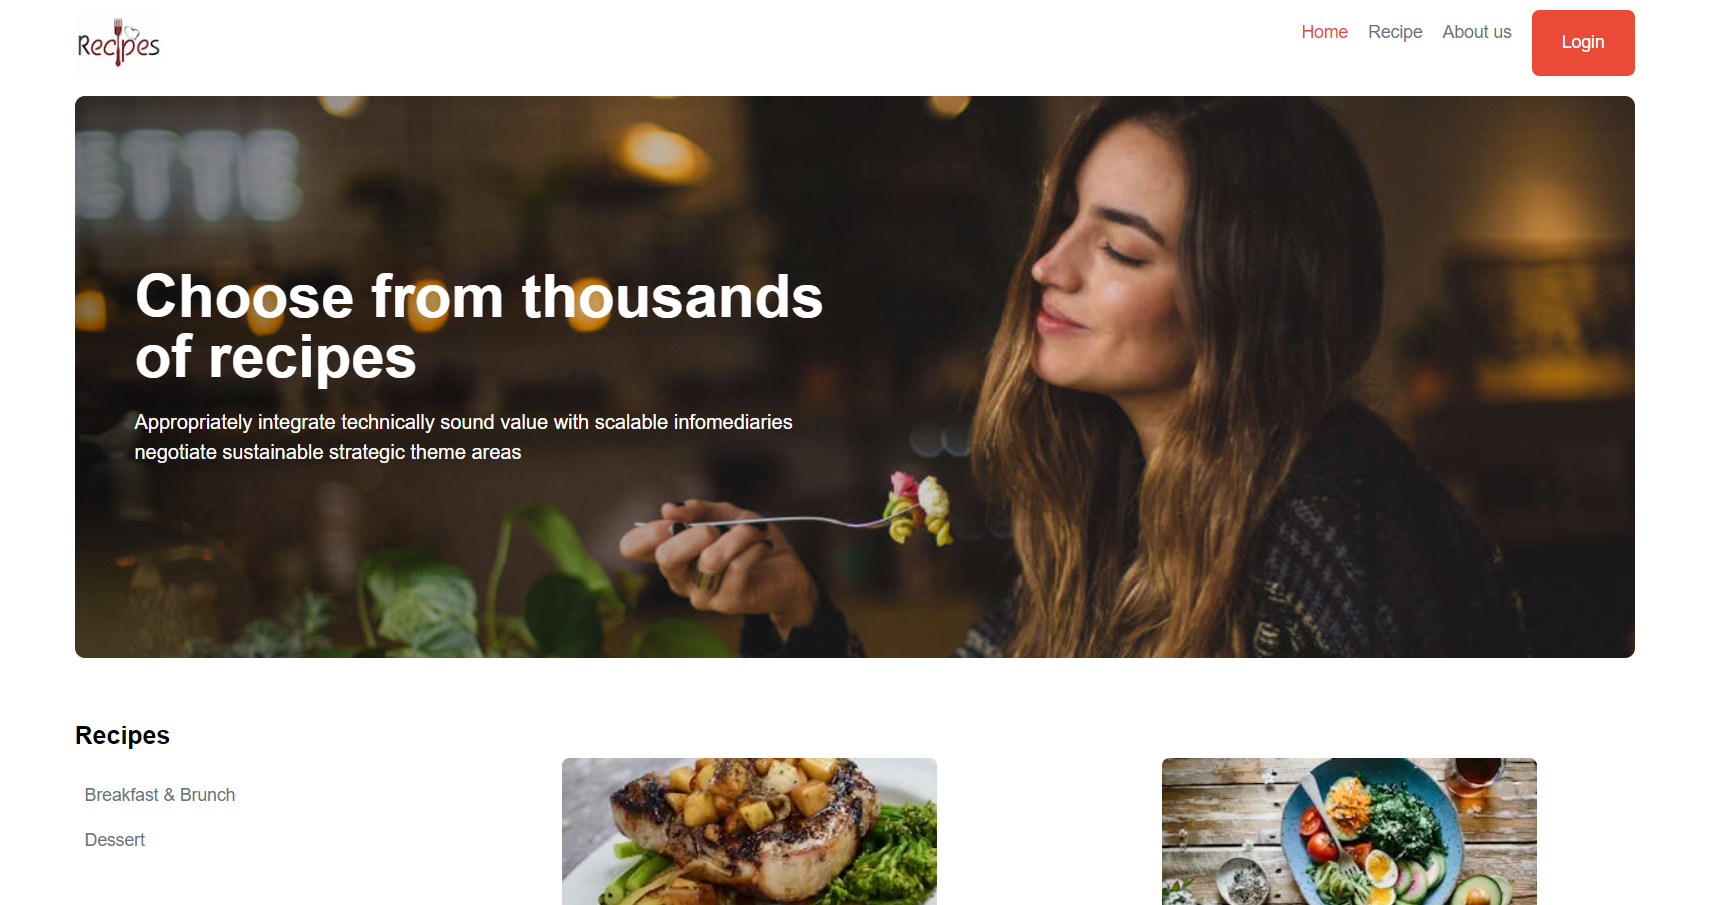 Recipes
Home Recipe About us Login
ETTE
Choose from thousands
of recipes
Appropriately integrate technically sound value with scalable infomediaries
negotiate sustainable strategic theme areas
Recipes
Breakfast & Brunch
Dessert